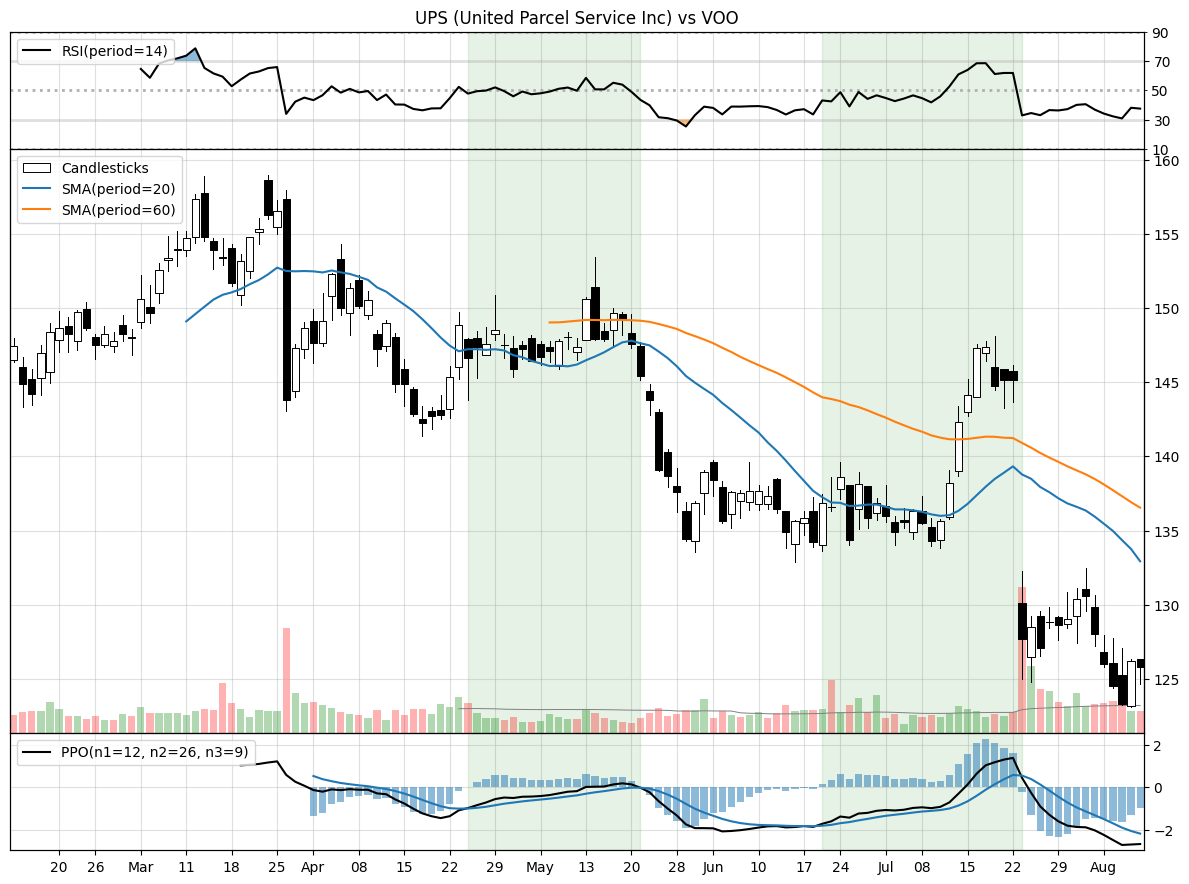 UPS (United Parcel Service Inc) vs VOO
RSI(period=14)
90
70
50
30
10
Candlesticks
SMA(period=20)
SMA(period=60)
160
155
150
145
140
135
130
125
PPO(n1=12, n2=26, n3=9)
2
0
−2
20 26 Mar 11 18 25 Apr 08 15 22 29 May 13 20 28 Jun 10 17 24 Jul 08 15 22 29 Aug